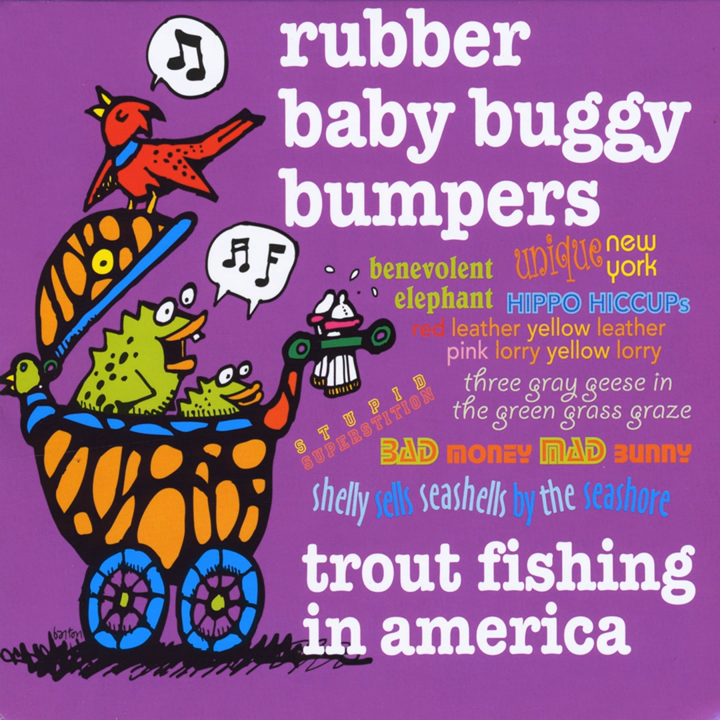 rubber
baby buggy
bumpers
benevolent
elephant
unique new
york
HIPPO HICCUPs
red leather yellow leather
pink lorry yellow lorry
three gray geese in
the green grass graze
STUPID
SUPERSTITION
BAD MONEY MAD BUNNY
shelly sells seashells by the seashore
trout fishing
in america
barton